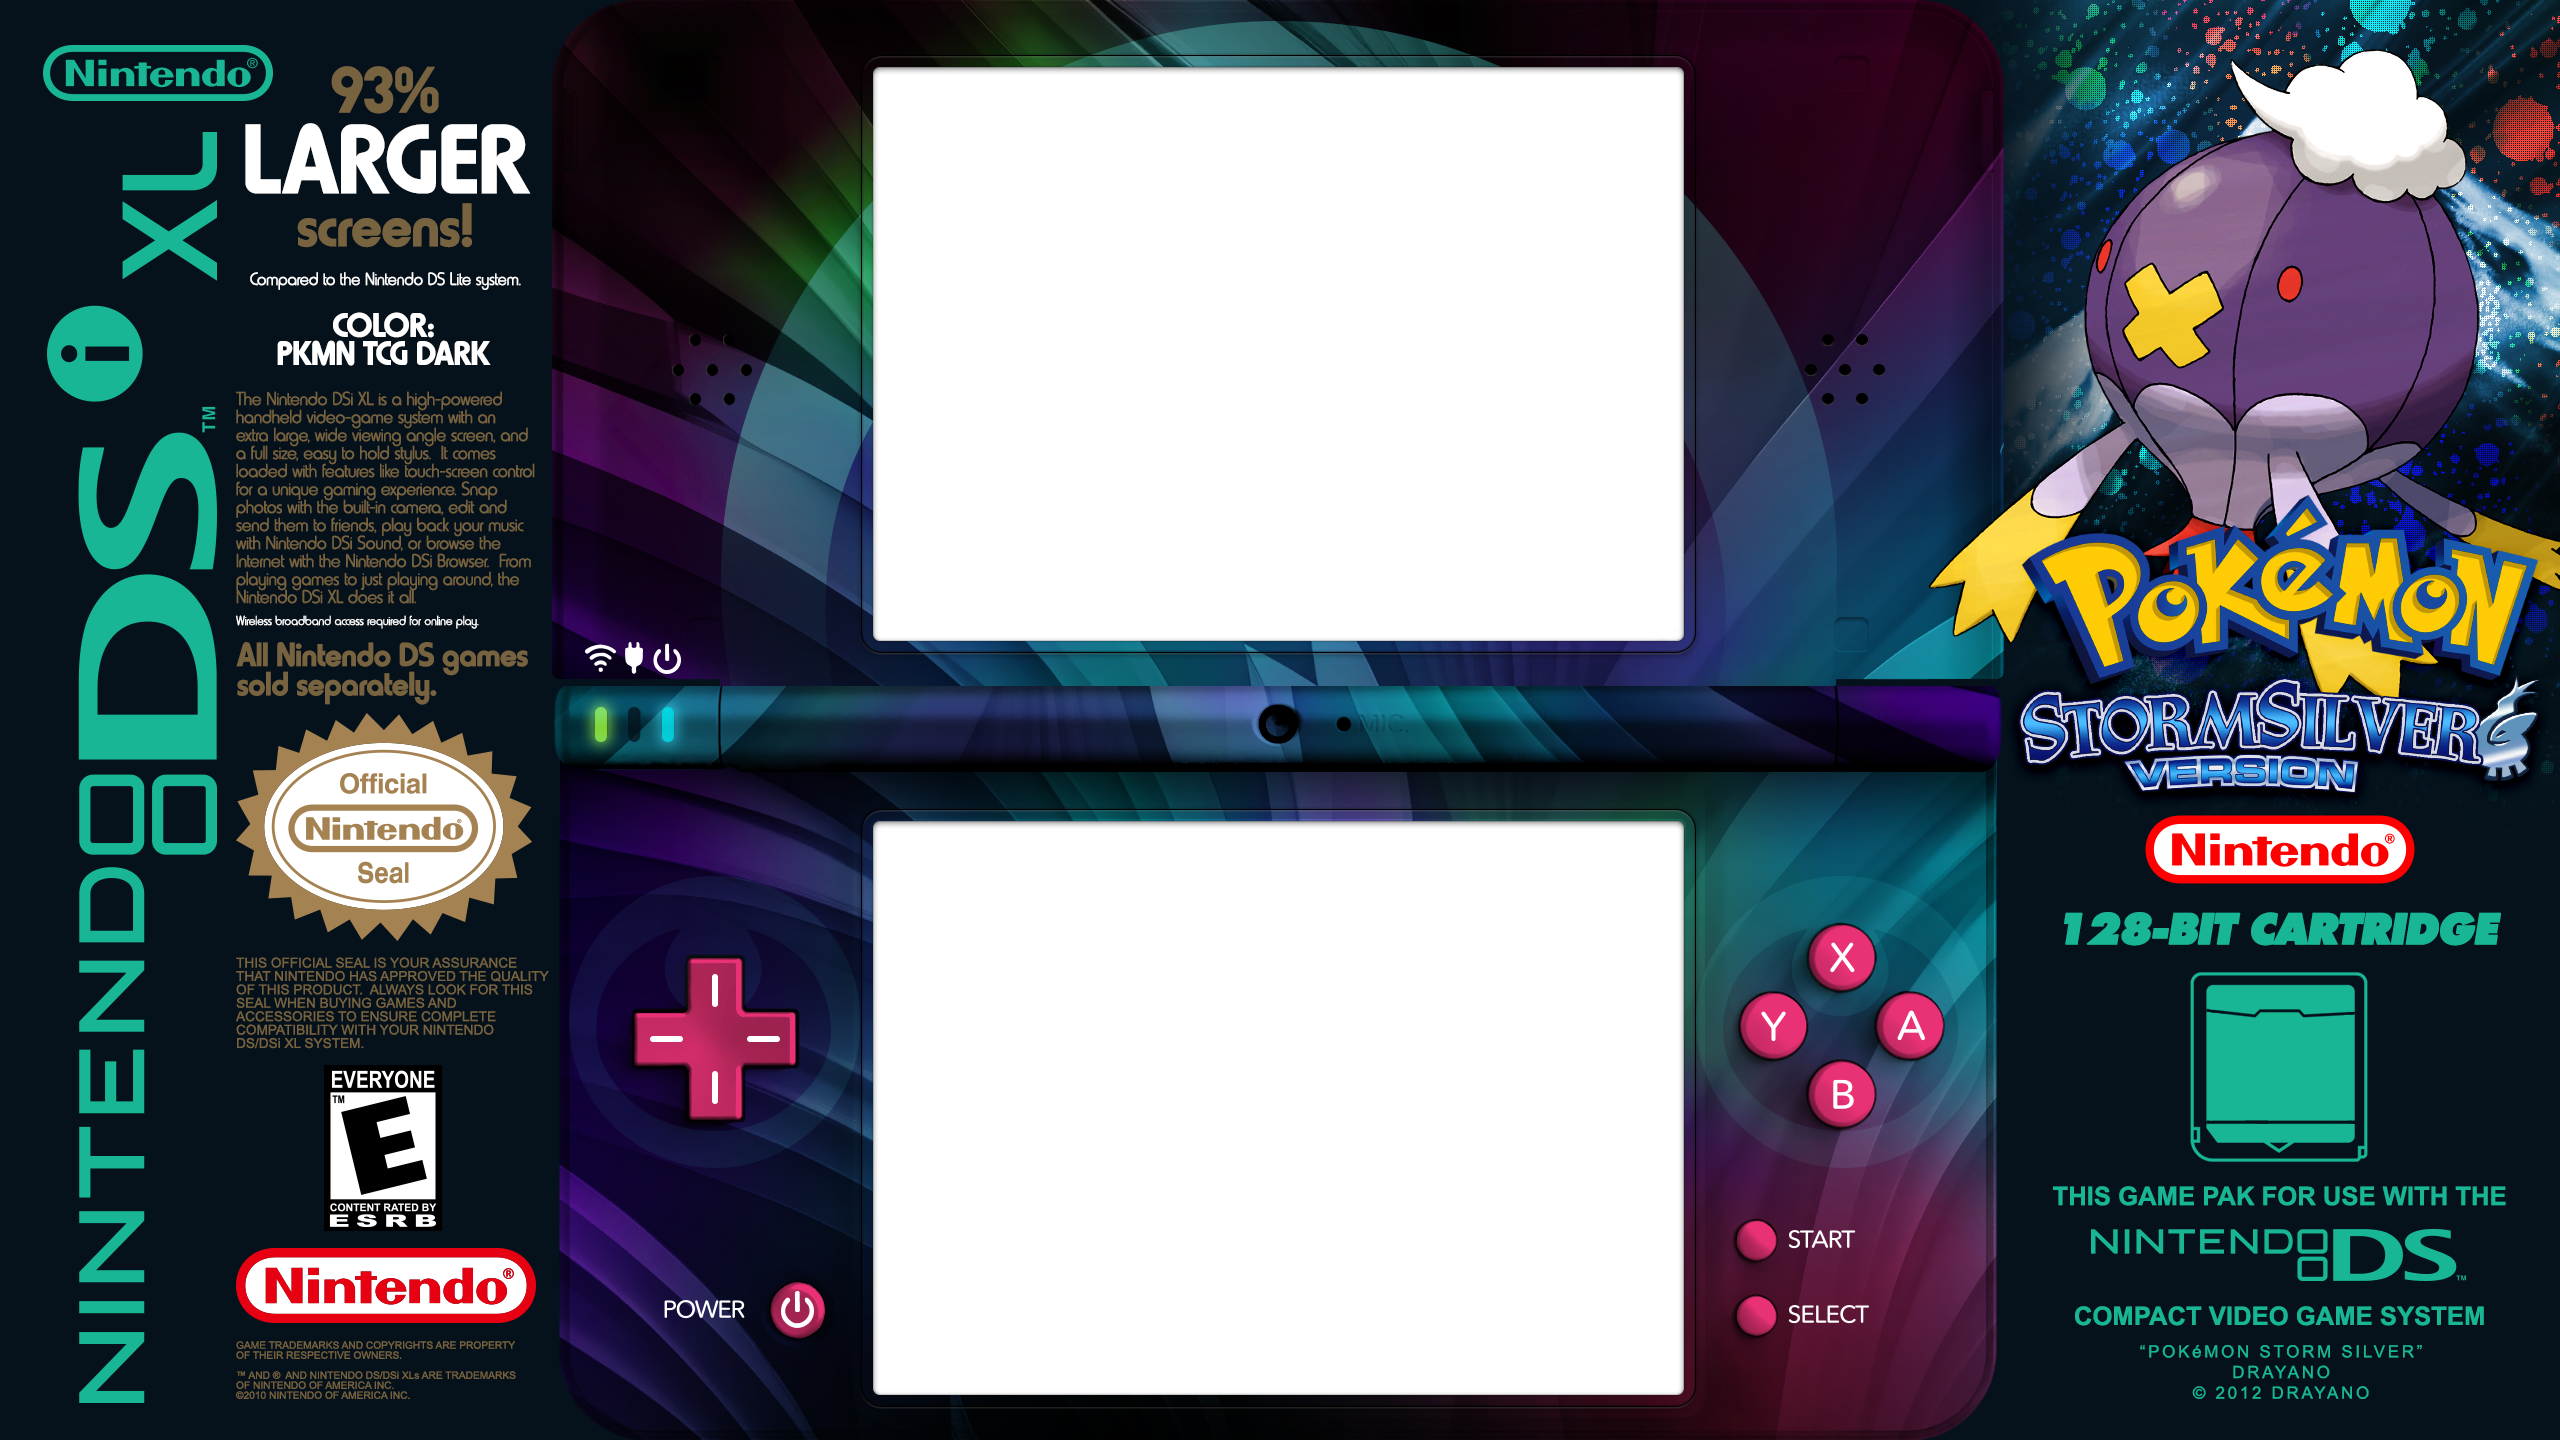 Nintendo®
NINTENDO DS i XL
™
93%
LARGER
screens!
Compared to the Nintendo DS Lite system.
COLOR:
PKMN TCG DARK
The Nintendo DSi XL is a high-powered
handheld video-game system with an
extra large, wide viewing angle screen, and
a full size, easy to hold stylus. It comes
loaded with features like touch-screen control
for a unique gaming experience. Snap
photos with the built-in camera, edit and
send them to friends, play back your music
with Nintendo DSi Sound, or browse the
Internet with the Nintendo DSi Browser. From
playing games to just playing around, the
Nintendo DSi XL does it all.
Wireless broadband access required for online play.
All Nintendo DS games
sold separately.
Official
Nintendo®
Seal
THIS OFFICIAL SEAL IS YOUR ASSURANCE
THAT NINTENDO HAS APPROVED THE QUALITY
OF THIS PRODUCT. ALWAYS LOOK FOR THIS
SEAL WHEN BUYING GAMES AND
ACCESSORIES TO ENSURE COMPLETE
COMPATIBILITY WITH YOUR NINTENDO
DS/DSi XL SYSTEM.
EVERYONE
™
E
CONTENT RATED BY
ESRB
Nintendo®
GAME TRADEMARKS AND COPYRIGHTS ARE PROPERTY
OF THEIR RESPECTIVE OWNERS.
™ AND ® AND NINTENDO DS/DSi XLs ARE TRADEMARKS
OF NINTENDO OF AMERICA INC.
©2010 NINTENDO OF AMERICA INC.
MIC.
X
Y
A
B
START
SELECT
POWER
POKéMON
STORMSILVER
VERSION
Nintendo®
128-BIT CARTRIDGE
THIS GAME PAK FOR USE WITH THE
NINTENDO DS™
COMPACT VIDEO GAME SYSTEM
“POKéMON STORM SILVER”
DRAYANO
© 2012 DRAYANO